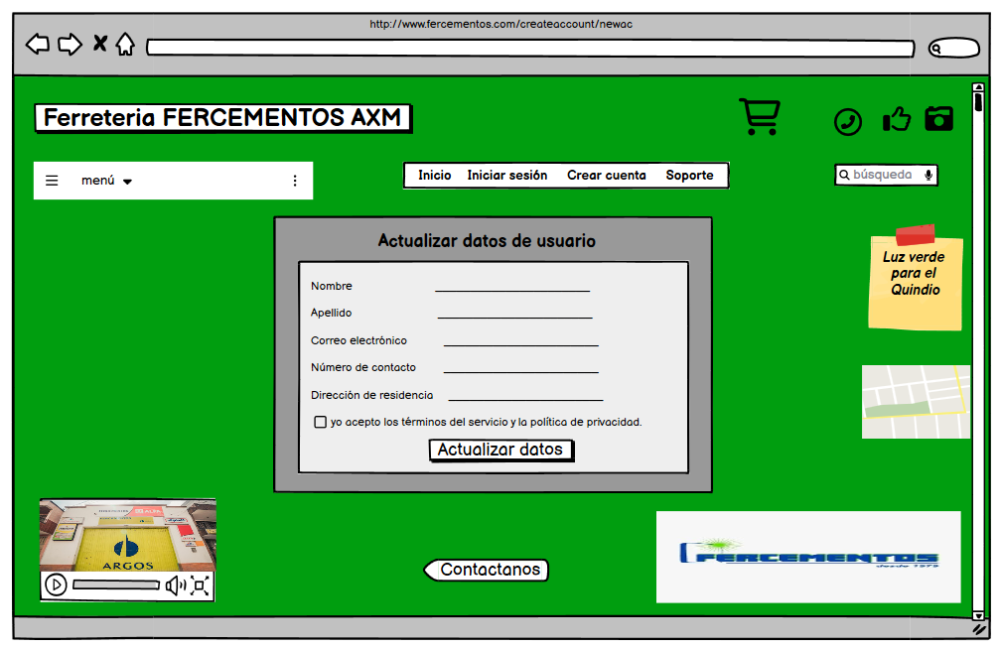 http://www.fercementos.com/createaccount/newac
Ferreteria FERCEMENTOS AXM
menú
Inicio Iniciar sesión Crear cuenta Soporte
búsqueda
Actualizar datos de usuario
Luz verde
para el
Quindio
Nombre
Apellido
Correo electrónico
Número de contacto
Dirección de residencia
yo acepto los términos del servicio y la política de privacidad.
Actualizar datos
ARGOS
Contactanos
FERCEMENTOS
desde 1973